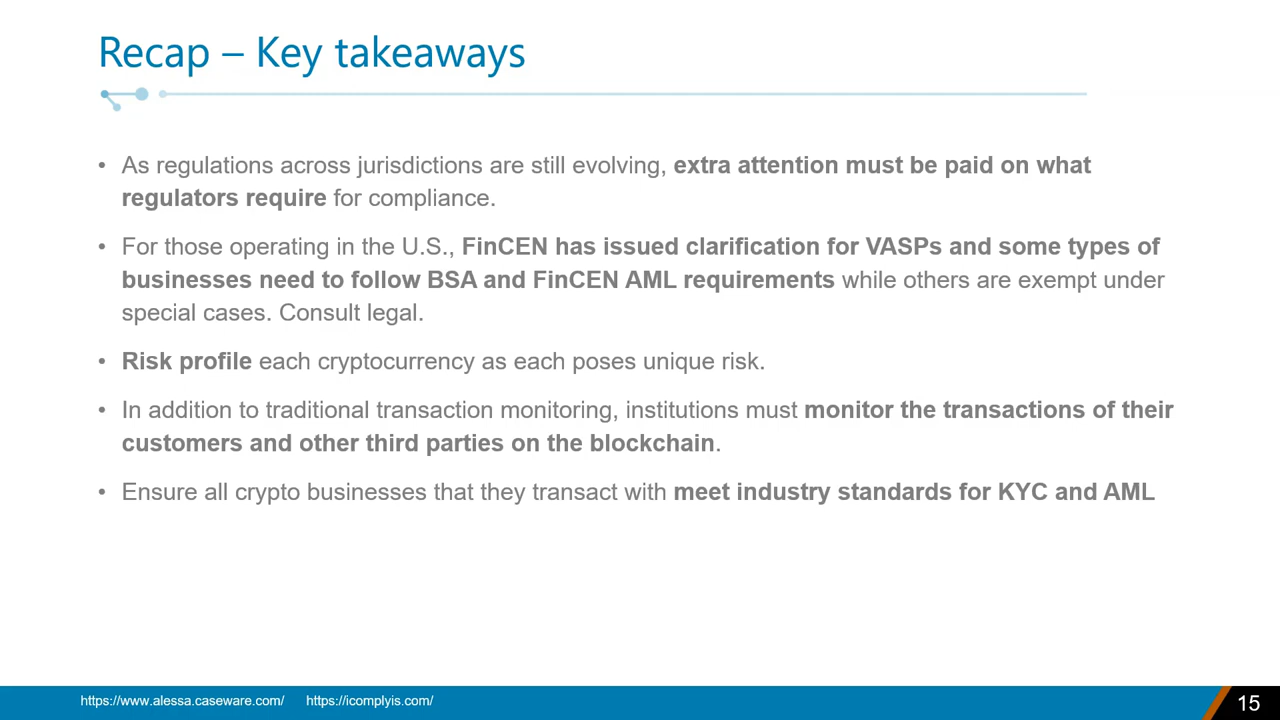 Recap – Key takeaways
• As regulations across jurisdictions are still evolving, extra attention must be paid on what
regulators require for compliance.
• For those operating in the U.S., FinCEN has issued clarification for VASPs and some types of
businesses need to follow BSA and FinCEN AML requirements while others are exempt under
special cases. Consult legal.
• Risk profile each cryptocurrency as each poses unique risk.
• In addition to traditional transaction monitoring, institutions must monitor the transactions of their
customers and other third parties on the blockchain.
• Ensure all crypto businesses that they transact with meet industry standards for KYC and AML
https://www.alessa.caseware.com/ https://icomplyis.com/ 15